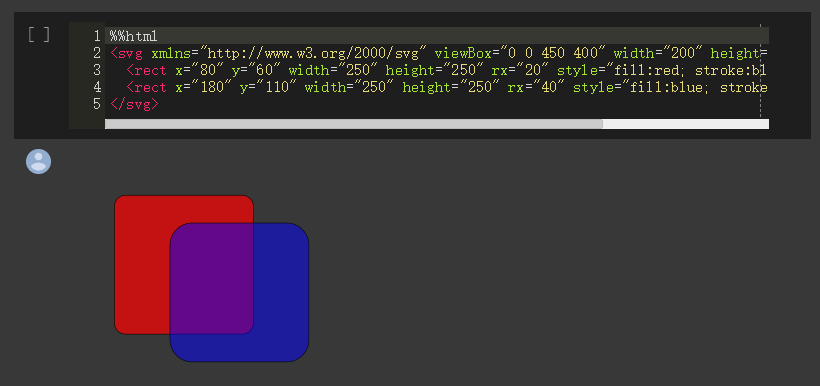 [ ]
1 %%html
2 <svg xmlns="http://www.w3.org/2000/svg" viewBox="0 0 450 400" width="200" height=
3 <rect x="80" y="60" width="250" height="250" rx="20" style="fill:red; stroke:bl
4 <rect x="180" y="110" width="250" height="250" rx="40" style="fill:blue; stroke
5 </svg>